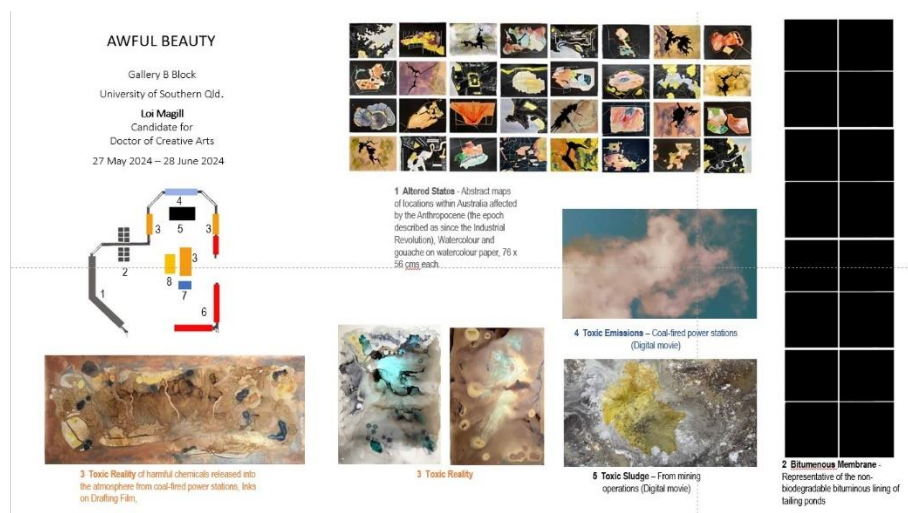 AWFUL BEAUTY
Gallery B Block
University of Southern Qld.
Loi Magill
Candidate for
Doctor of Creative Arts
27 May 2024 – 28 June 2024
4
5
3
3
2
3
8
7
1
6
1 Altered States - Abstract maps
of locations within Australia affected
by the Anthropocene (the epoch
described as since the Industrial
Revolution), Watercolour and
gouache on watercolour paper, 76 x
56 cms each
4 Toxic Emissions – Coal-fired power stations
(Digital movie)
3 Toxic Reality of harmful chemicals released into
the atmosphere from coal-fired power stations, Inks
on Drafting Film,
3 Toxic Reality
5 Toxic Sludge – From mining
operations (Digital movie)
2 Bitumenous Membrane -
Representative of the non-
biodegradable bituminous lining of
tailing ponds